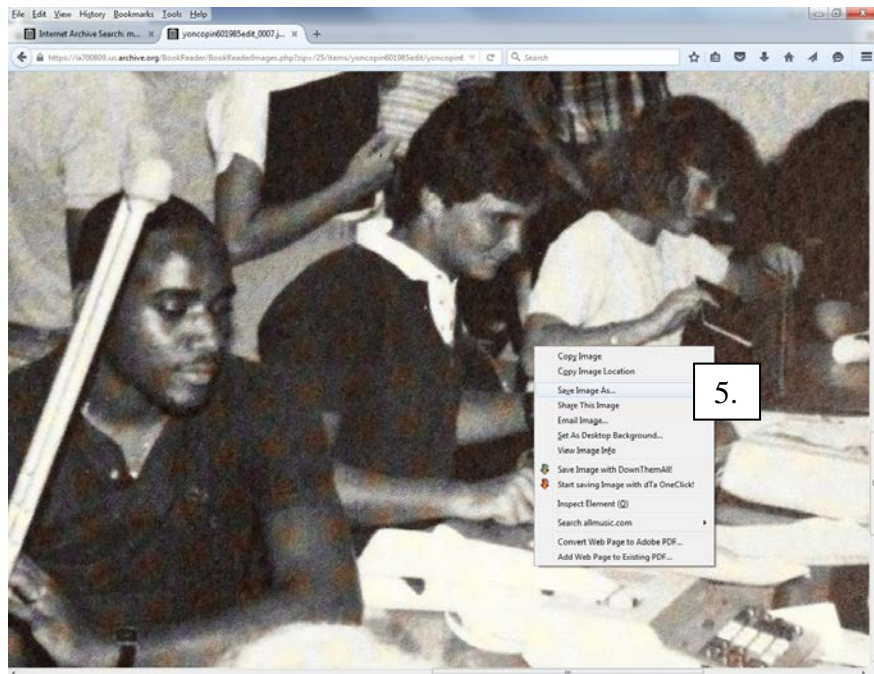 File Edit View History Bookmarks Tools Help
Internet Archive Search: m... × yoncopin601985edit_0007.j... × +
https://ia700809.us.archive.org/BookReader/BookReaderImages.php?zip=/25/items/yoncopin601985edit/yoncopin6 Search
Copy Image
Copy Image Location
Save Image As...
Share This Image
Email Image...
Set As Desktop Background...
View Image Info
Save Image with DownThemAll!
Start saving Image with dTa OneClick!
Inspect Element (Q)
Search allmusic.com
Convert Web Page to Adobe PDF...
Add Web Page to Existing PDF...
5.